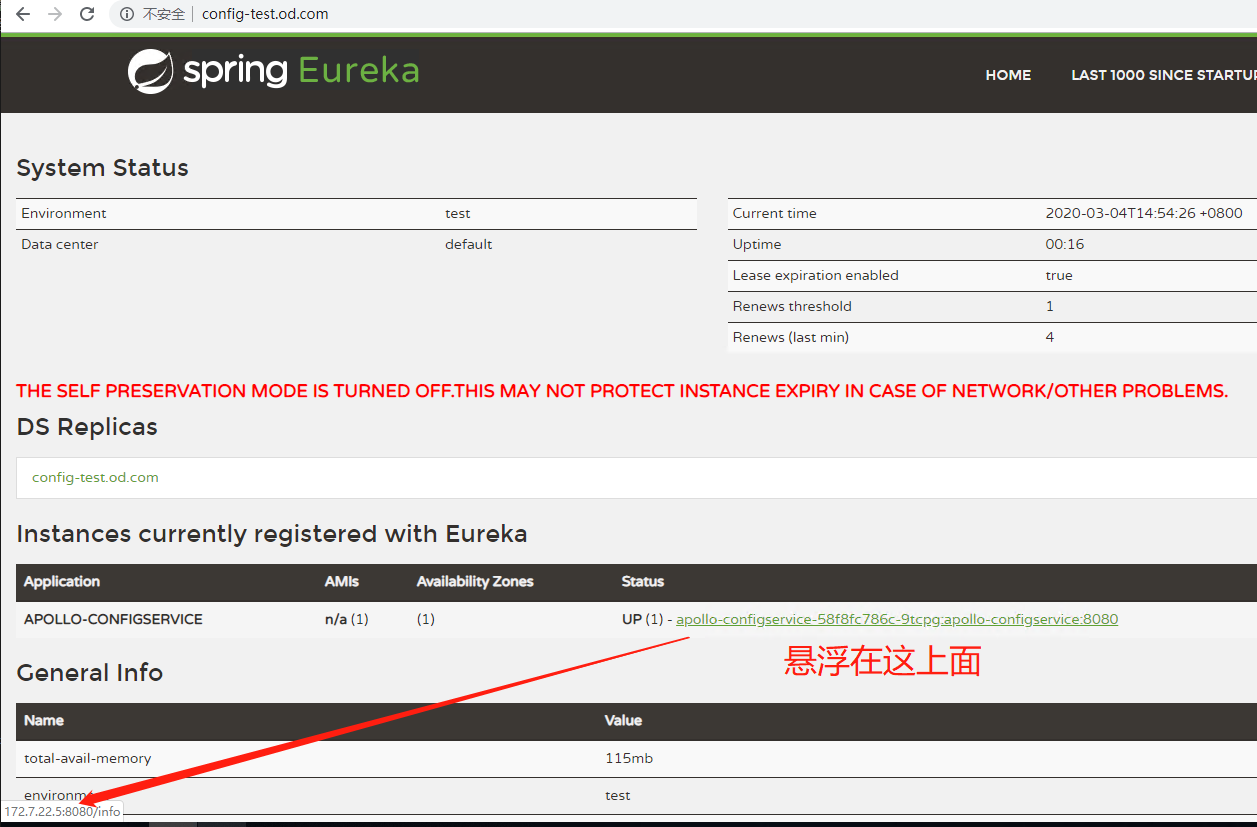 不安全 config-test.od.com
spring Eureka
HOME LAST 1000 SINCE STARTUP
System Status
Environment test
Data center default
Current time 2020-03-04T14:54:26 +0800
Uptime 00:16
Lease expiration enabled true
Renews threshold 1
Renews (last min) 4
THE SELF PRESERVATION MODE IS TURNED OFF.THIS MAY NOT PROTECT INSTANCE EXPIRY IN CASE OF NETWORK/OTHER PROBLEMS.
DS Replicas
config-test.od.com
Instances currently registered with Eureka
Application AMIs Availability Zones Status
APOLLO-CONFIGSERVICE n/a (1) (1) UP (1) - apollo-configservice-58f8fc786c-9tcpg:apollo-configservice:8080
悬浮在这上面
General Info
Name Value
total-avail-memory 115mb
environm test
172.7.22.5:8080/info